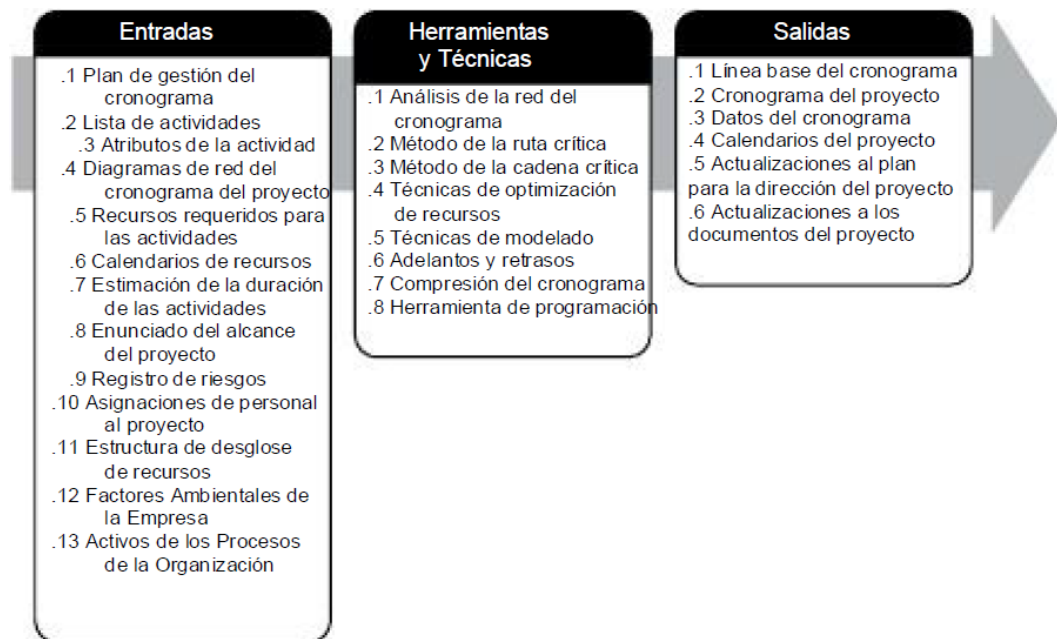 Entradas
.1 Plan de gestión del
cronograma
.2 Lista de actividades
.3 Atributos de la actividad
.4 Diagramas de red del
cronograma del proyecto
.5 Recursos requeridos para
las actividades
.6 Calendarios de recursos
.7 Estimación de la duración
de las actividades
.8 Enunciado del alcance
del proyecto
.9 Registro de riesgos
.10 Asignaciones de personal
al proyecto
.11 Estructura de desglose
de recursos
.12 Factores Ambientales de
la Empresa
.13 Activos de los Procesos
de la Organización
Herramientas
y Técnicas
.1 Análisis de la red del
cronograma
.2 Método de la ruta crítica
.3 Método de la cadena crítica
.4 Técnicas de optimización
de recursos
.5 Técnicas de modelado
.6 Adelantos y retrasos
.7 Compresión del cronograma
.8 Herramienta de programación
Salidas
.1 Línea base del cronograma
.2 Cronograma del proyecto
.3 Datos del cronograma
.4 Calendarios del proyecto
.5 Actualizaciones al plan
para la dirección del proyecto
.6 Actualizaciones a los
documentos del proyecto